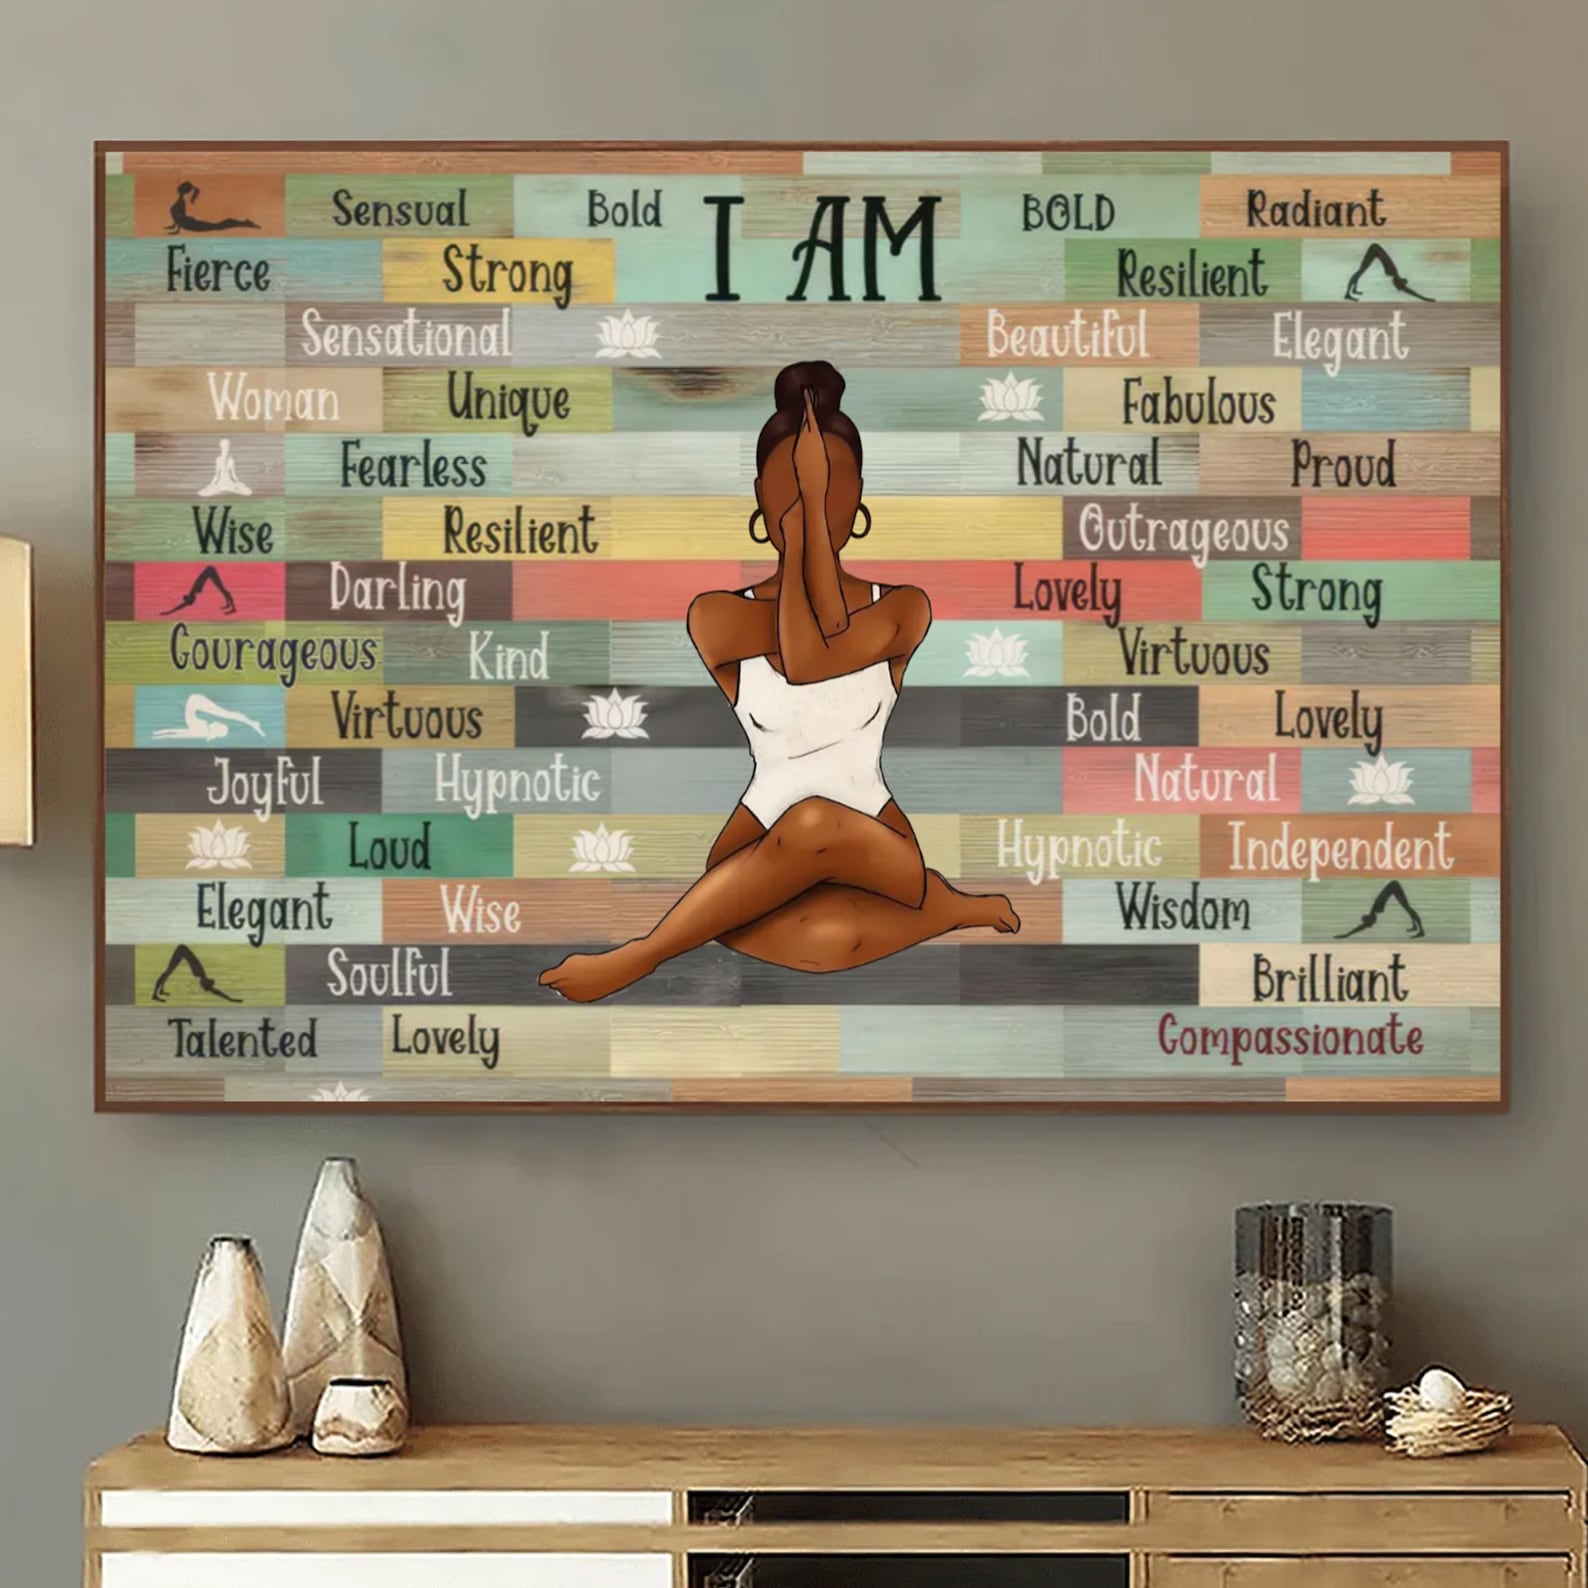 Sensual Bold I AM BOLD Radiant
Fierce Strong Resilient
Sensational Beautiful Elegant
Woman Unique Fabulous
Fearless Natural Proud
Wise Resilient Outrageous
Darling Lovely Strong
Courageous Kind Virtuous
Virtuous Bold Lovely
Joyful Hypnotic Natural
Loud Hypnotic Independent
Elegant Wise Wisdom
Soulful Brilliant
Talented Lovely Compassionate